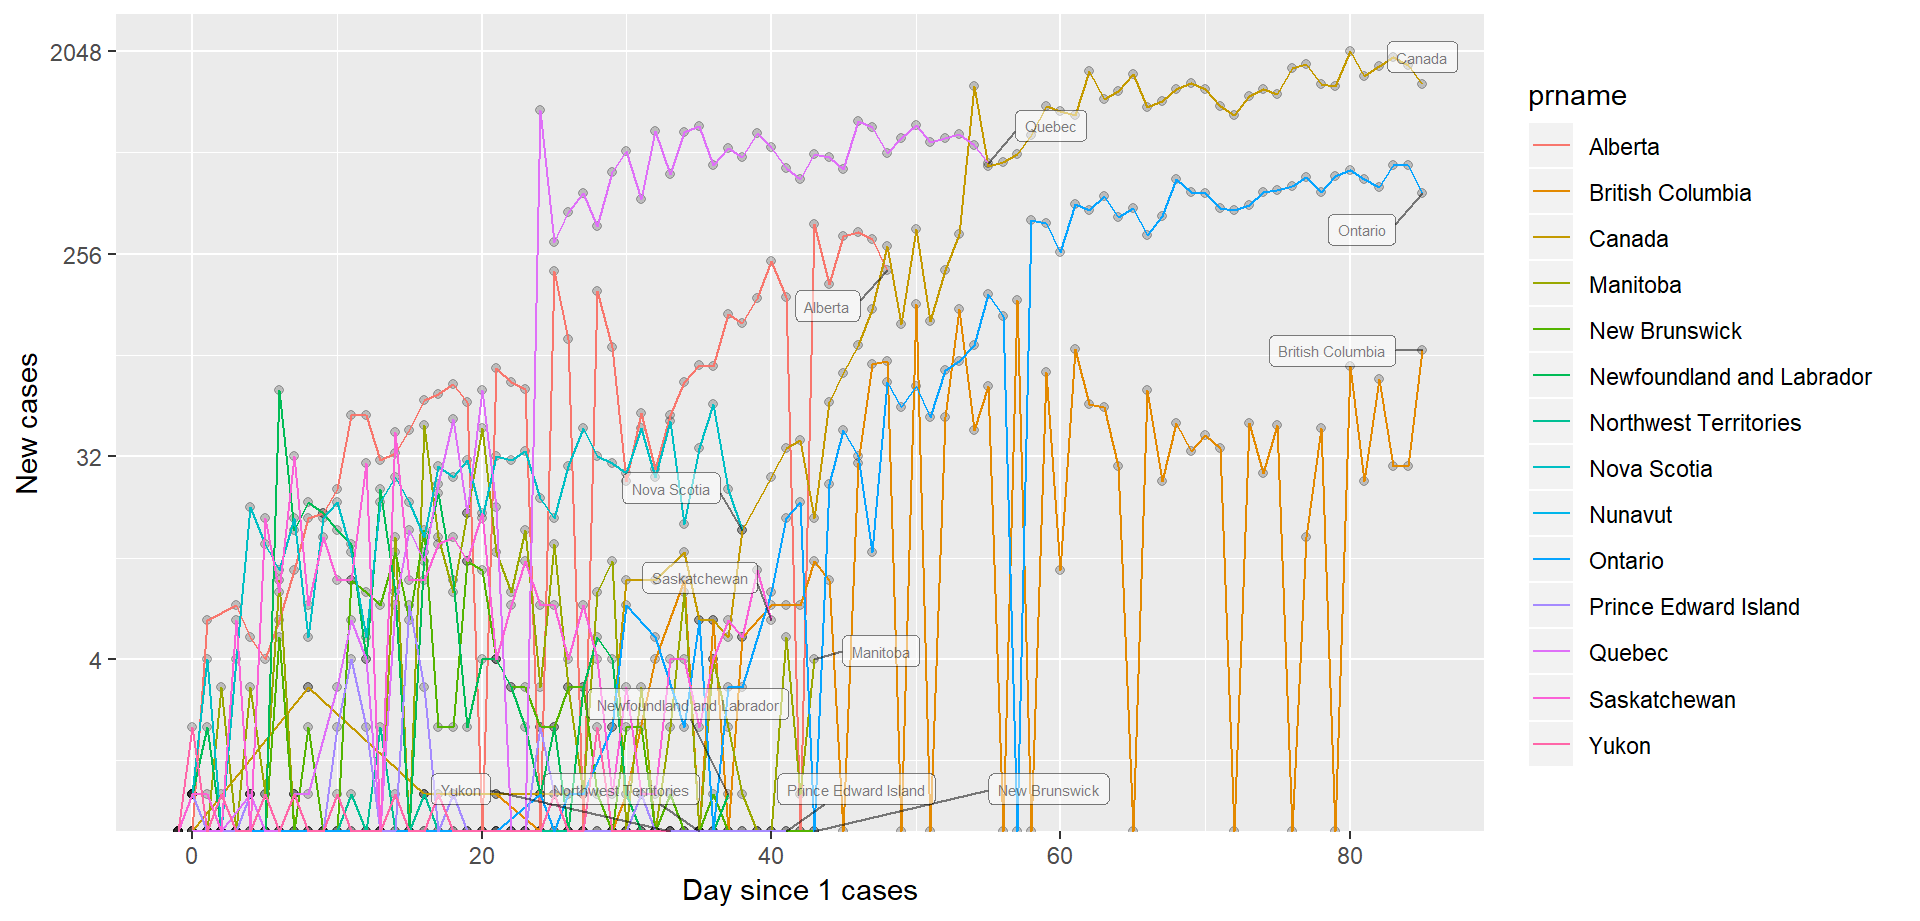 2048
256
32
4
New cases
0
20
40
60
80
Day since 1 cases
Canada
Quebec
Ontario
Alberta
British Columbia
Nova Scotia
Saskatchewan
Manitoba
Newfoundland and Labrador
Yukon
Northwest Territories
Prince Edward Island
New Brunswick
prname
Alberta
British Columbia
Canada
Manitoba
New Brunswick
Newfoundland and Labrador
Northwest Territories
Nova Scotia
Nunavut
Ontario
Prince Edward Island
Quebec
Saskatchewan
Yukon